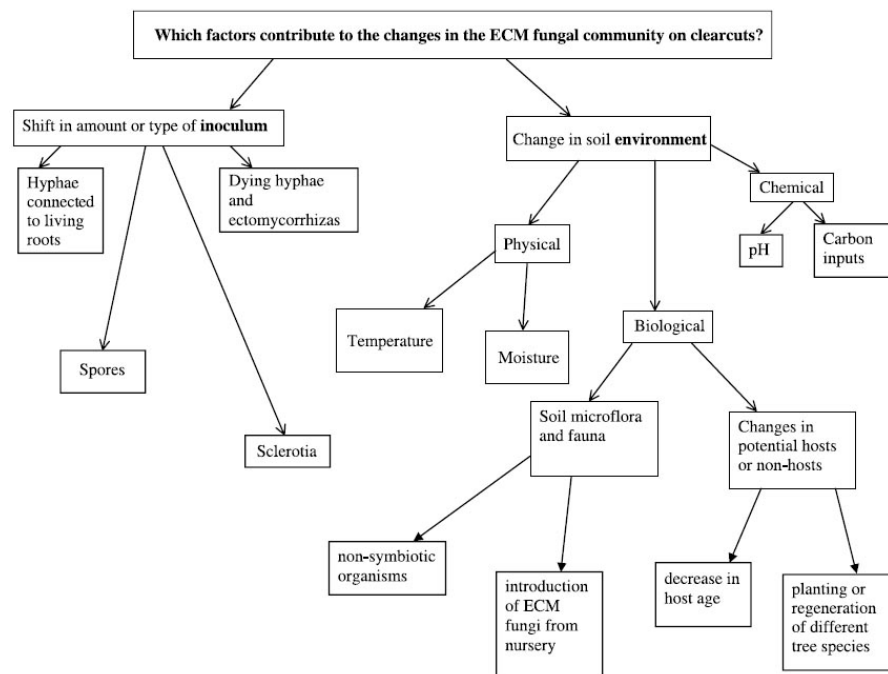 Which factors contribute to the changes in the ECM fungal community on clearcuts?
Shift in amount or type of inoculum
Hyphae
connected
to living
roots
Dying hyphae
and
ectomycorrhizas
Spores
Sclerotia
Change in soil environment
Physical
Temperature
Moisture
Chemical
pH
Carbon
inputs
Biological
Soil microflora
and fauna
non-symbiotic
organisms
introduction
of ECM
fungi from
nursery
Changes in
potential hosts
or non-hosts
decrease in
host age
planting or
regeneration
of different
tree species